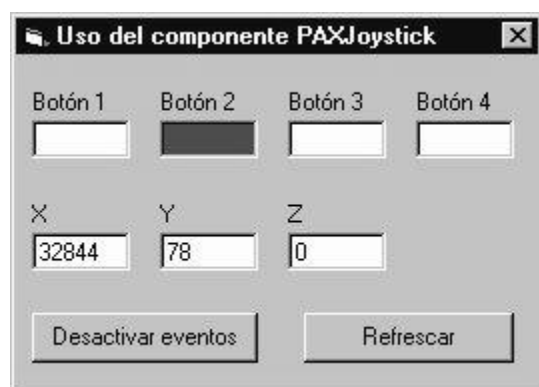 Uso del componente PAXJoystick
Botón 1 Botón 2 Botón 3 Botón 4
X Y Z
32844 78 0
Desactivar eventos Refrescar